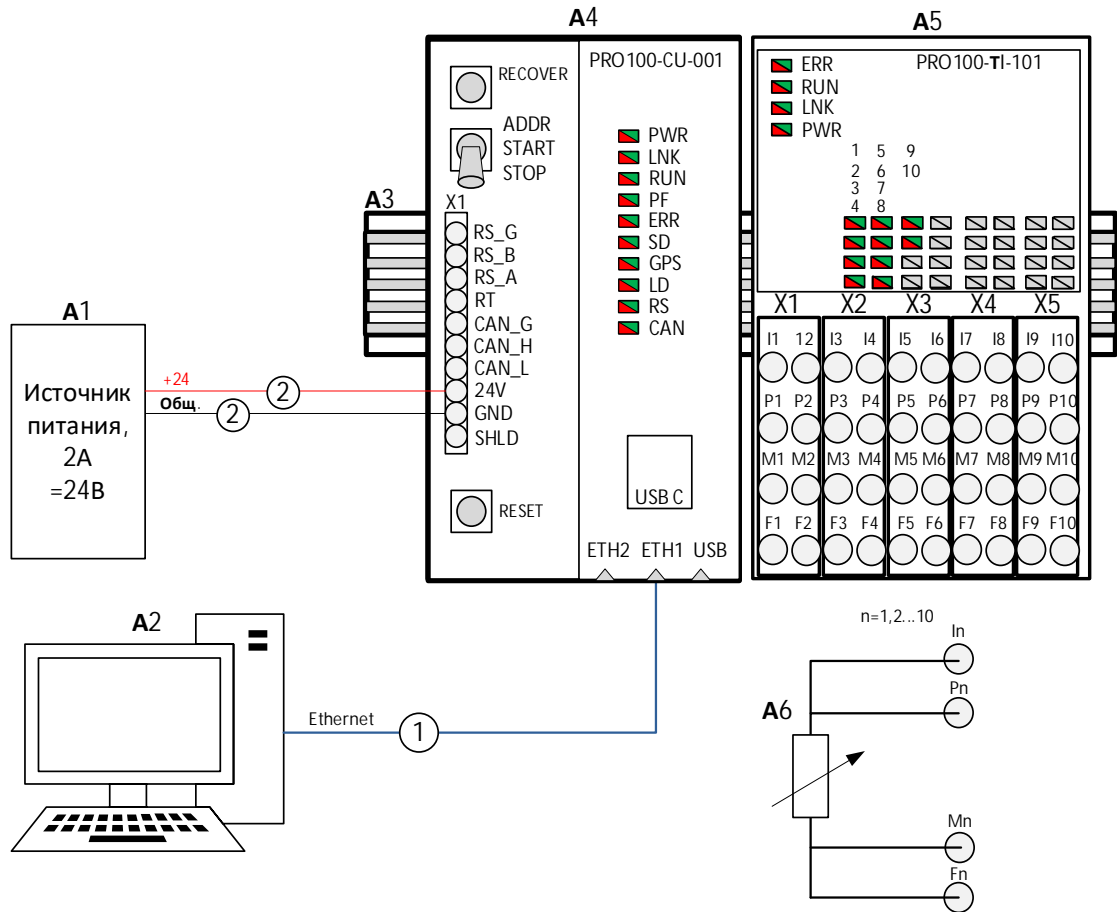 A4
A5
PRO100-CU-001
RECOVER
ADDR
START
STOP
PWR
LNK
RUN
PF
ERR
SD
GPS
LD
RS
CAN
ERR
RUN
LNK
PWR
PRO100-TI-101
1 5 9
2 6 10
3 7
4 8
A3
X1
RS_G
RS_B
RS_A
RT
CAN_G
CAN_H
CAN_L
24V
GND
SHLD
RESET
USB C
ETH2 ETH1 USB
X1 X2 X3 X4 X5
I1 12 I3 I4 I5 I6 I7 I8 I9 I10
P1 P2 P3 P4 P5 P6 P7 P8 P9 P10
M1 M2 M3 M4 M5 M6 M7 M8 M9 M10
F1 F2 F3 F4 F5 F6 F7 F8 F9 F10
A1
Источник
питания,
2А
=24В
+24
Общ.
2
2
A2
Ethernet
1
n=1,2...10
In
Pn
A6
Mn
Fn